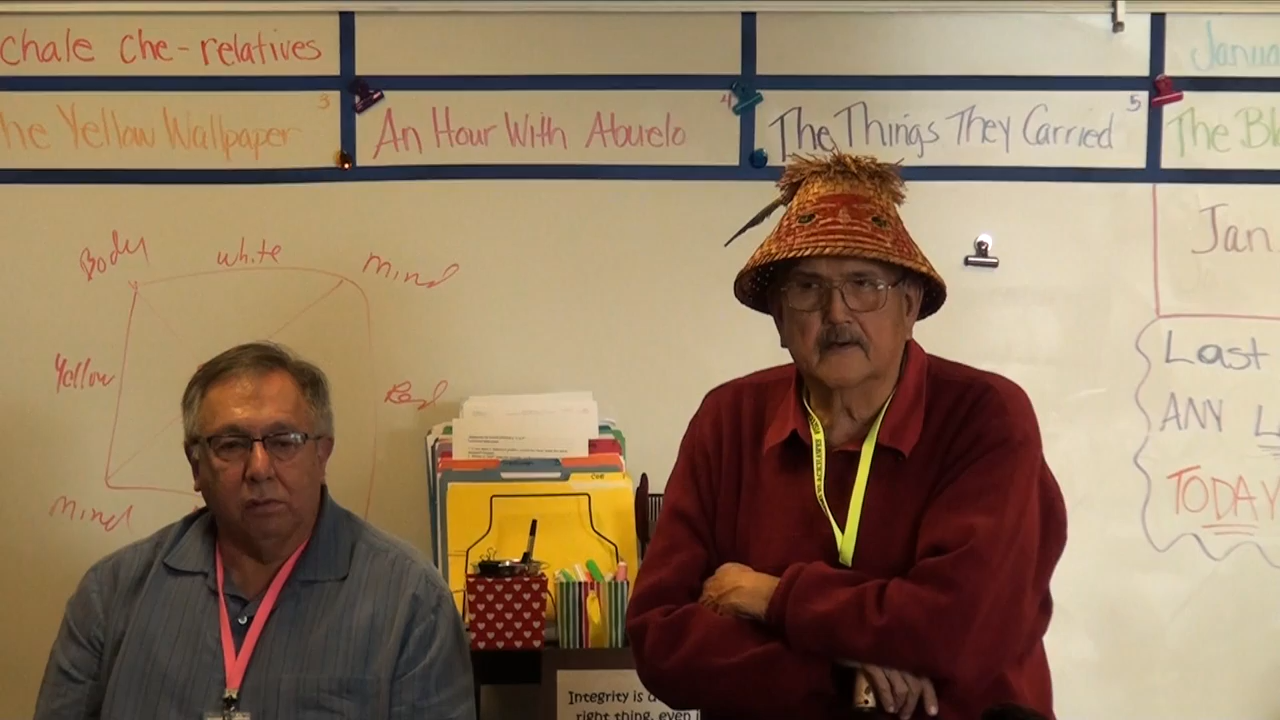 chale che-relatives
Janua
3
4
5
he Yellow Wallpaper
An Hour With Abuelo
The Things They Carried
The Bl
Body
white
Mind
Jan
Yellow
Red
Last
ANY L
TODAY
Mind
Integrity is
right thing, even i